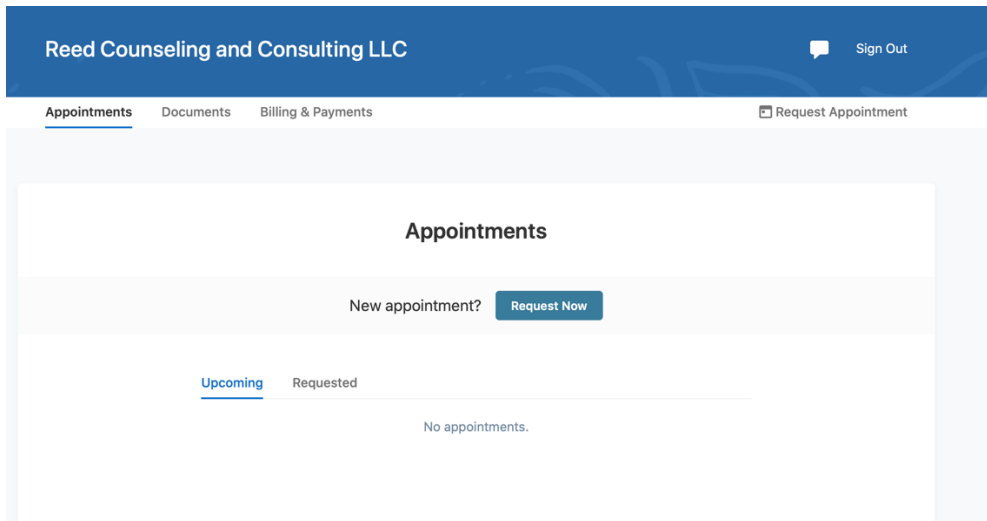 Reed Counseling and Consulting LLC
Sign Out
Appointments
Documents
Billing & Payments
Request Appointment
Appointments
New appointment?
Request Now
Upcoming
Requested
No appointments.